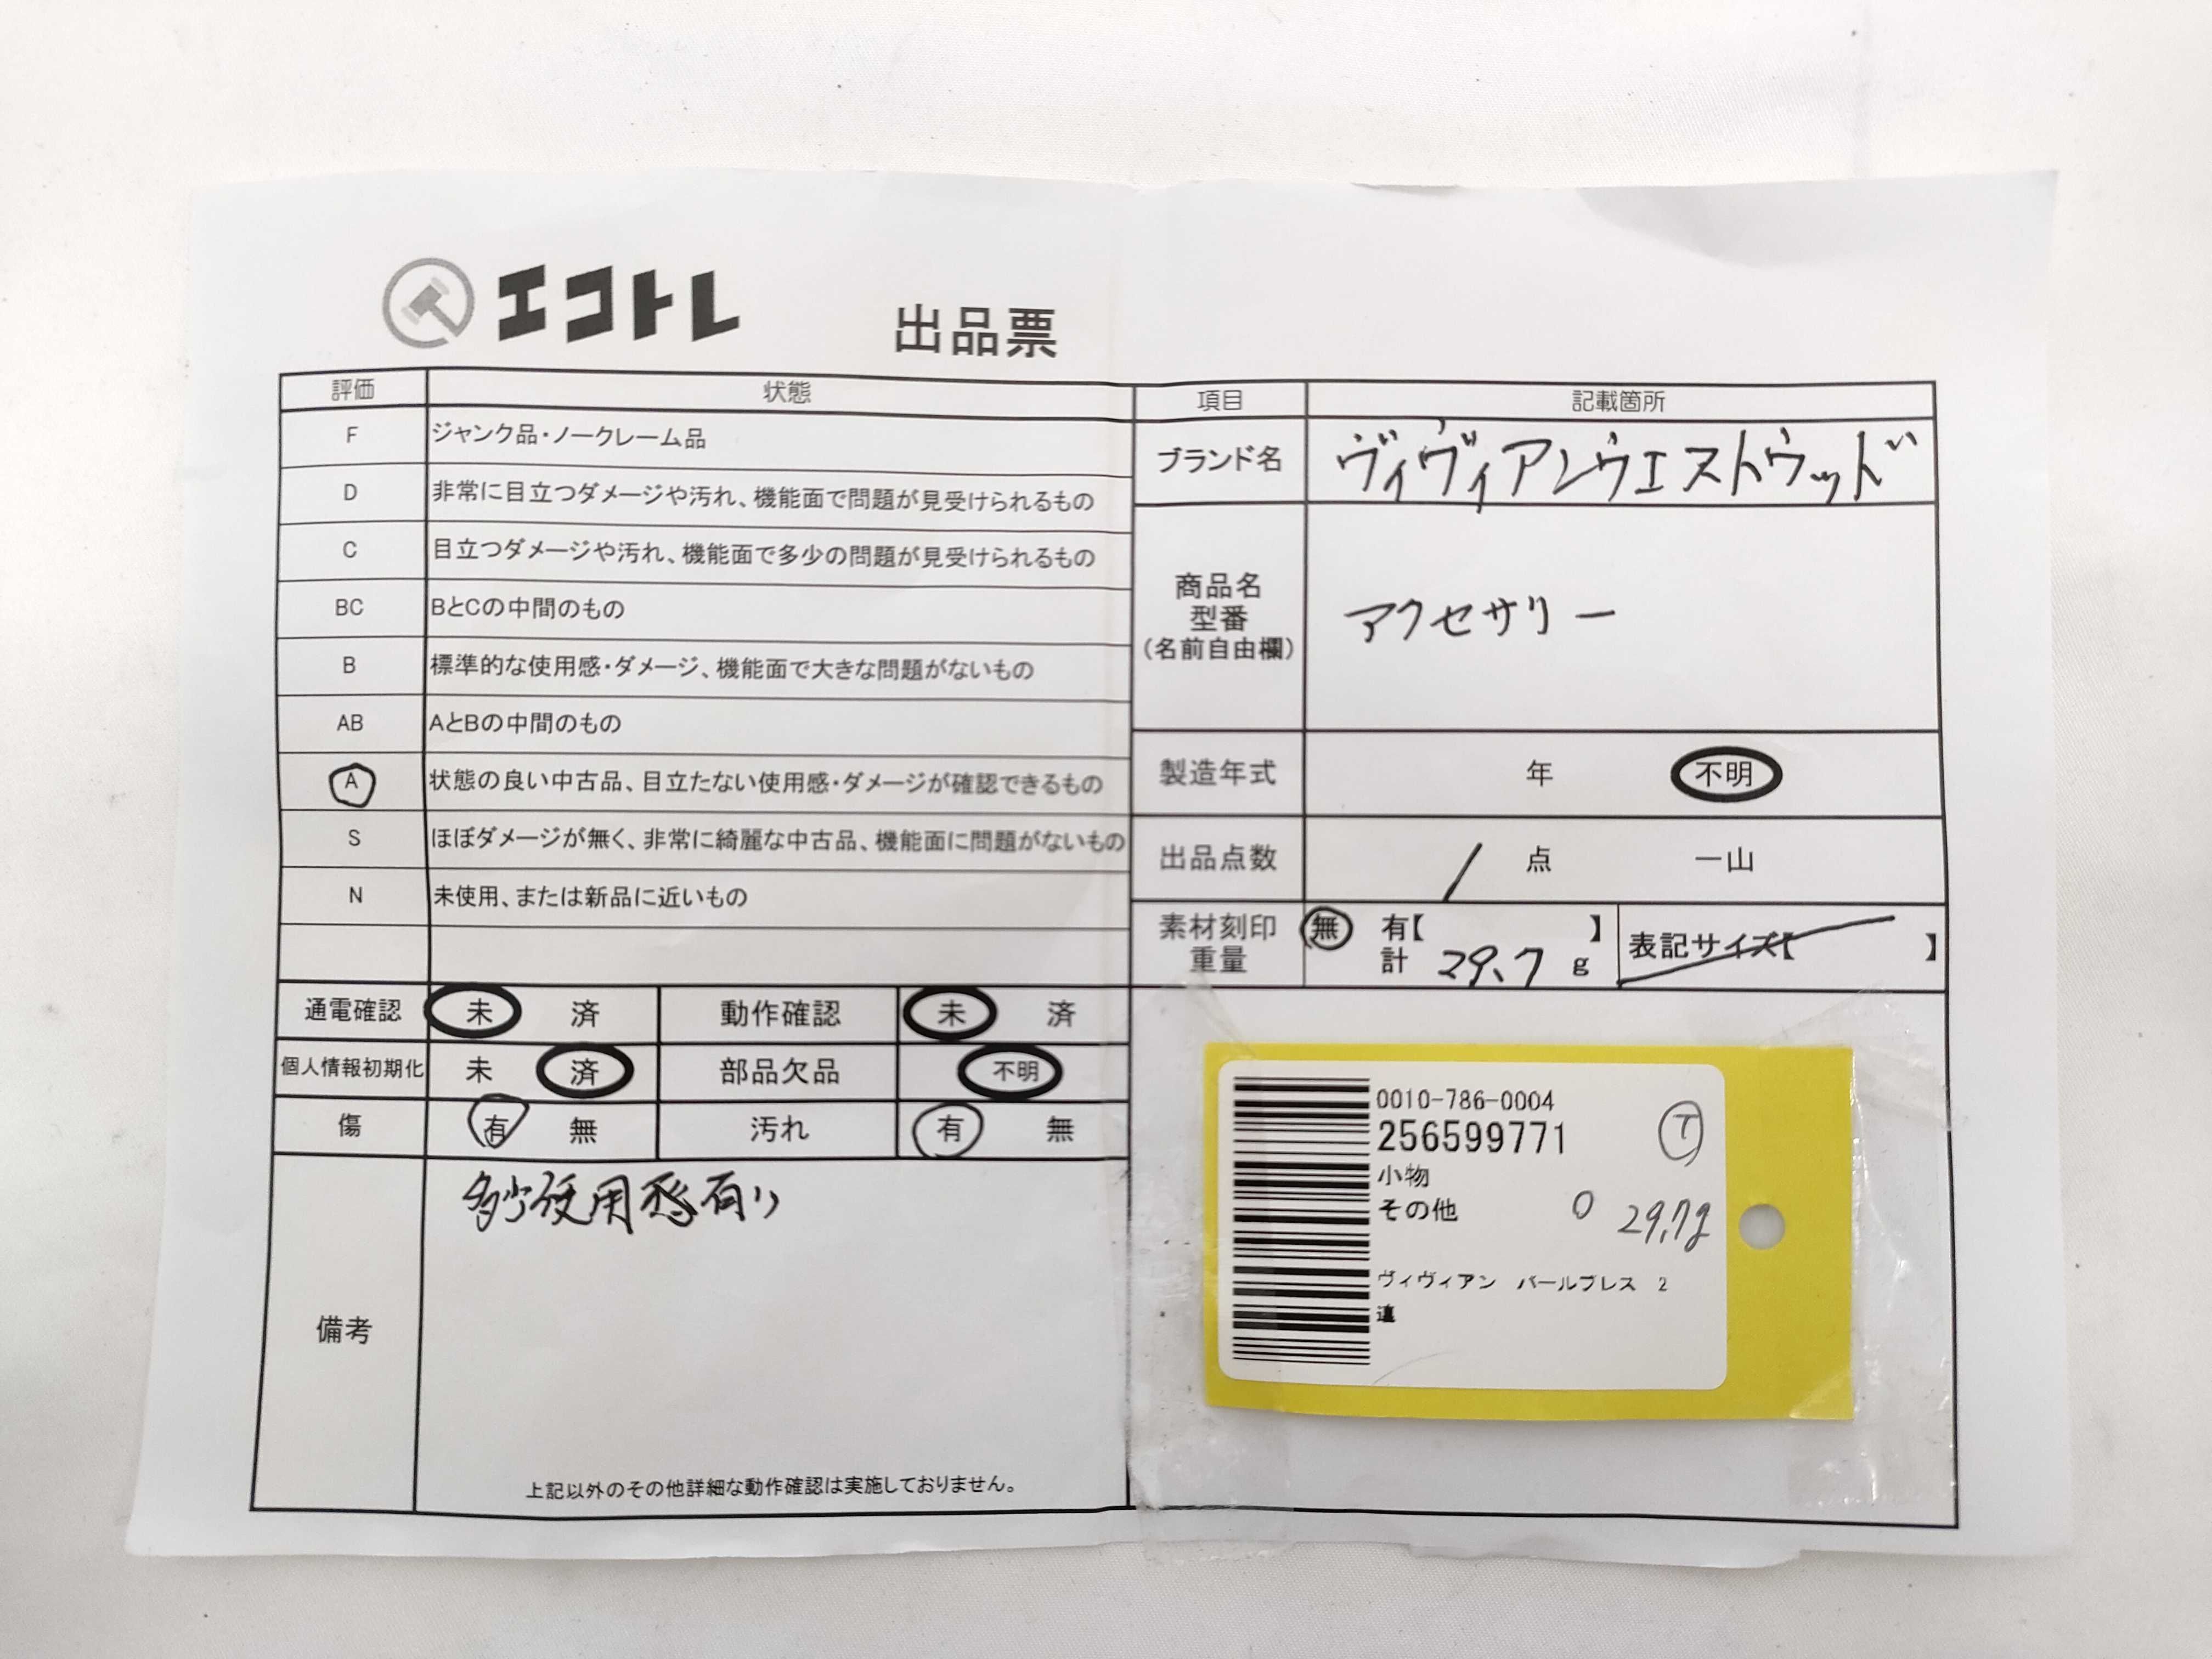 エコトレ 出品票
評価 状態
F ジャンク品・ノークレーム品
D 非常に目立つダメージや汚れ、機能面で問題が見受けられるもの
C 目立つダメージや汚れ、機能面で多少の問題が見受けられるもの
BC BとCの中間のもの
B 標準的な使用感・ダメージ、機能面で大きな問題がないもの
AB AとBの中間のもの
A 状態の良い中古品、目立たない使用感・ダメージが確認できるもの
S ほぼダメージが無く、非常に綺麗な中古品、機能面に問題がないもの
N 未使用、または新品に近いもの
通電確認 未 済 動作確認 未 済
個人情報初期化 未 済 部品欠品 不明
傷 有 無 汚れ 有 無
備考
多少使用感有り
上記以外のその他詳細な動作確認は実施しておりません。
項目 記載箇所
ブランド名 ヴィヴィアンウエストウッド
商品名
型番
(名前自由欄)
アクセサリー
製造年式 年 不明
出品点数 / 点 一山
素材刻印 無 有【 】
重量 計 29.7 g
表記サイズ【 】
0010-786-0004
256599771
小物
その他 0 29.7g
ヴィヴィアン パールブレス 2
連